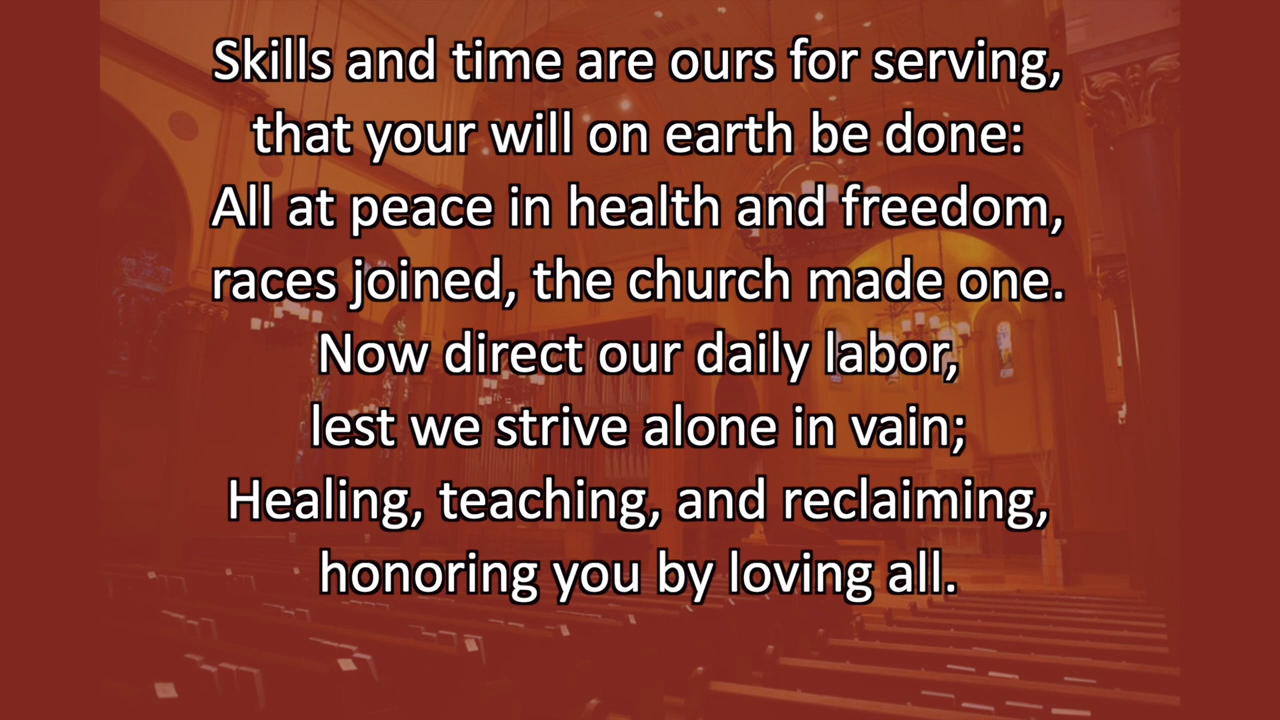 Skills and time are ours for serving,
that your will on earth be done:
All at peace in health and freedom,
races joined, the church made one.
Now direct our daily labor,
lest we strive alone in vain;
Healing, teaching, and reclaiming,
honoring you by loving all.